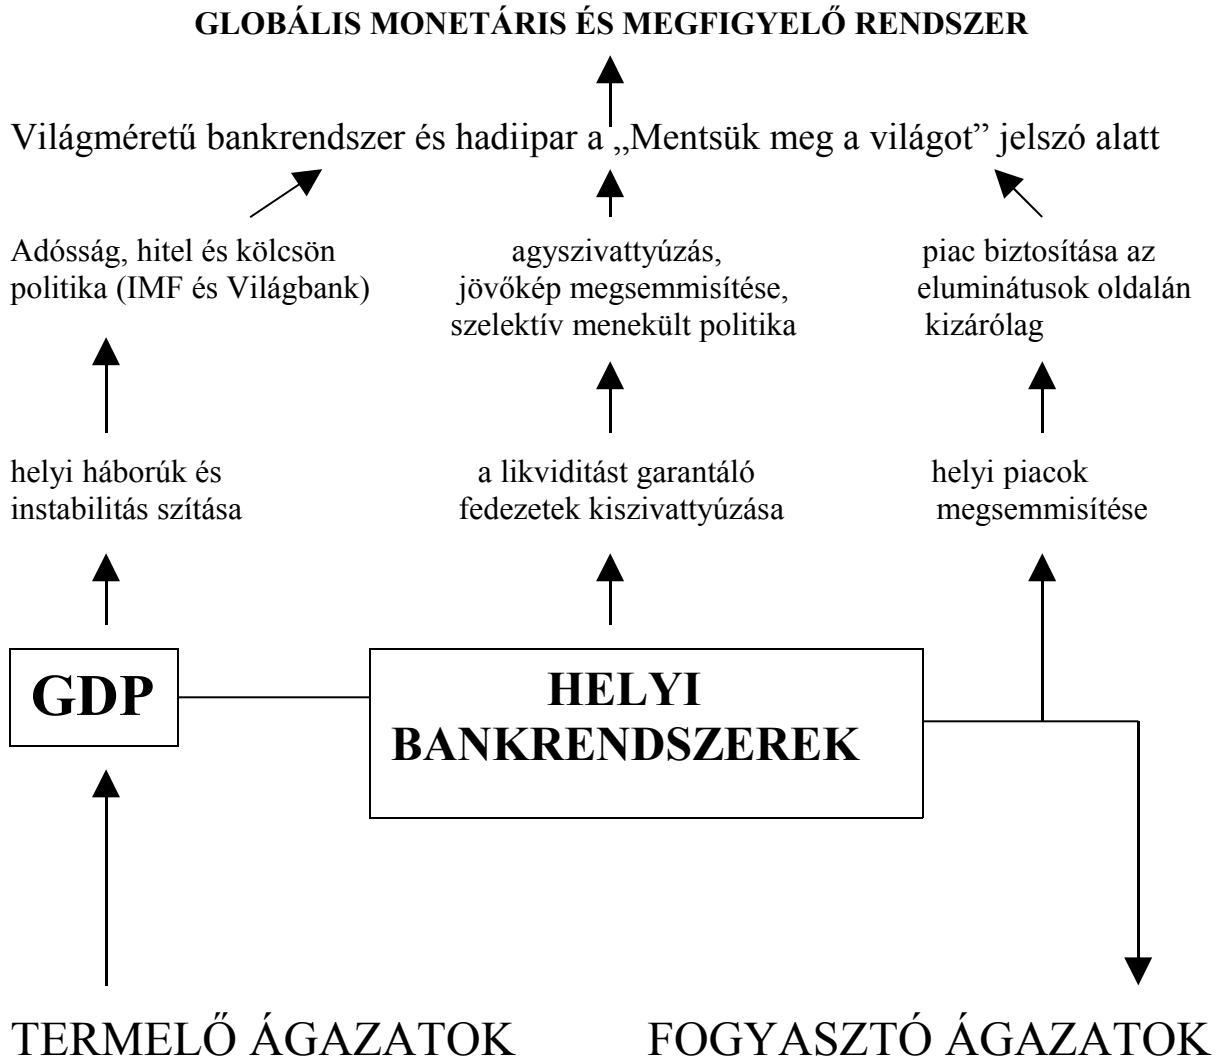 GLOBÁLIS MONETÁRIS ÉS MEGFIGYELŐ RENDSZER
Világméretű bankrendszer és hadiipar a „Mentsük meg a világot” jelszó alatt
Adósság, hitel és kölcsön
politika (IMF és Világbank)
agyszivattyúzás,
jövőkép megsemmisítése,
szelektív menekült politika
piac biztosítása az
eluminátusok oldalán
kizárólag
helyi háborúk és
instabilitás szítása
a likviditást garantáló
fedezetek kiszivattyúzása
helyi piacok
megsemmisítése
GDP
HELYI
BANKRENDSZEREK
TERMELŐ ÁGAZATOK
FOGYASZTÓ ÁGAZATOK